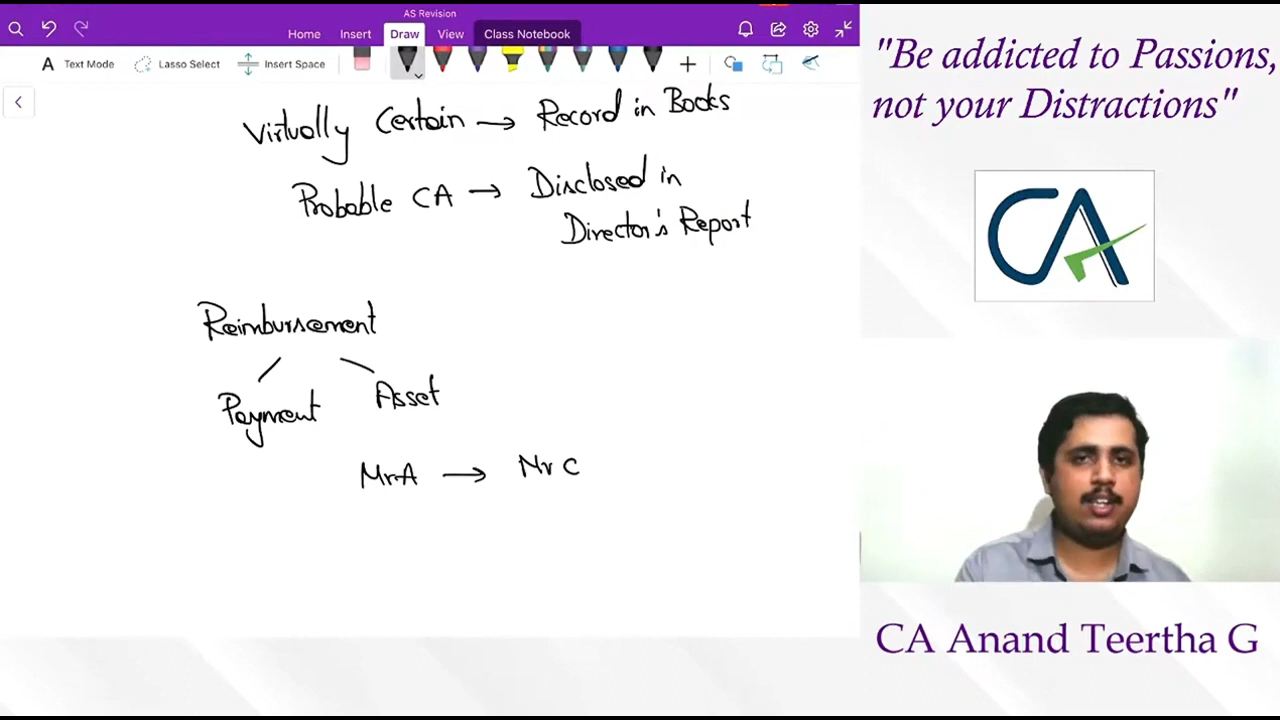 AS Revision
Home Insert Draw View Class Notebook
A Text Mode Lasso Select Insert Space
Virtually Certain → Record in Books
Probable CA → Disclosed in
Director's Report
Reimbursement
Payment Asset
Mr A → Mr C
"Be addicted to Passions,
not your Distractions"
CA
CA Anand Teertha G